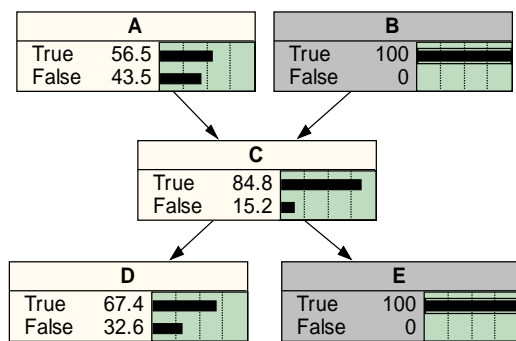 A
True 56.5
False 43.5
B
True 100
False 0
C
True 84.8
False 15.2
D
True 67.4
False 32.6
E
True 100
False 0